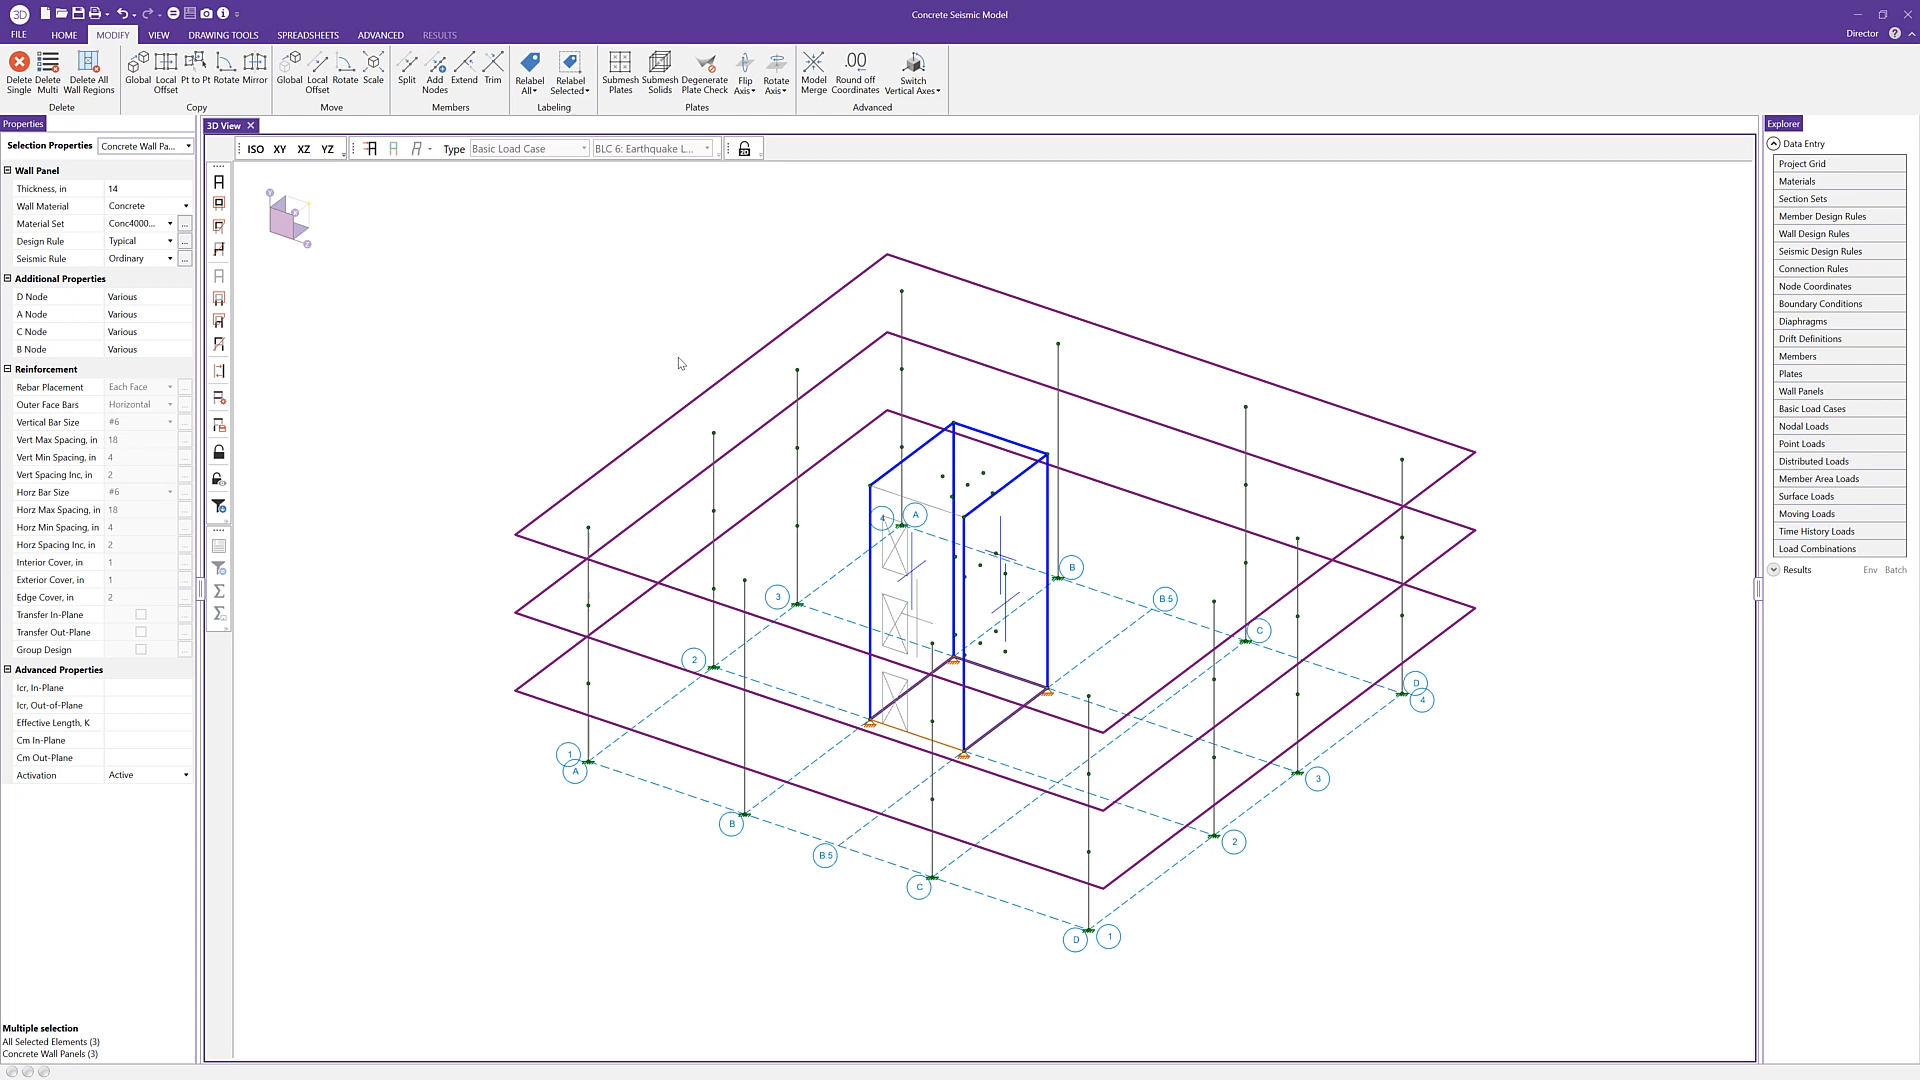 3D
Concrete Seismic Model
FILE HOME MODIFY VIEW DRAWING TOOLS SPREADSHEETS ADVANCED RESULTS
Director
Delete Single
Delete Multi
Delete All Wall Regions
Global
Local Offset
Pt to Pt
Rotate
Mirror
Global
Local Offset
Rotate
Scale
Split
Add Nodes
Extend
Trim
Relabel All
Relabel Selected
Submesh Plates
Submesh Solids
Degenerate Plate Check
Flip Axis
Rotate Axis
Model Merge
.00
Round off Coordinates
Switch Vertical Axes
Delete Copy Move Members Labeling Plates Advanced
Properties
Selection Properties Concrete Wall Pa...
Wall Panel
Thickness, in 14
Wall Material Concrete
Material Set Conc4000... ...
Design Rule Typical ...
Seismic Rule Ordinary ...
Additional Properties
D Node Various
A Node Various
C Node Various
B Node Various
Reinforcement
Rebar Placement Each Face ...
Outer Face Bars Horizontal ...
Vertical Bar Size #6 ...
Vert Max Spacing, in 18 ...
Vert Min Spacing, in 4 ...
Vert Spacing Inc, in 2 ...
Horz Bar Size #6 ...
Horz Max Spacing, in 18 ...
Horz Min Spacing, in 4 ...
Horz Spacing Inc, in 2 ...
Interior Cover, in 1 ...
Exterior Cover, in 1 ...
Edge Cover, in 2 ...
Transfer In-Plane ...
Transfer Out-Plane ...
Group Design ...
Advanced Properties
Icr, In-Plane
Icr, Out-of-Plane
Effective Length, K
Cm In-Plane
Cm Out-Plane
Activation Active
Multiple selection
All Selected Elements (3)
Concrete Wall Panels (3)
3D View
ISO XY XZ YZ Type Basic Load Case BLC 6: Earthquake L...
4 A
B
3
B.5
C
2
D
4
1
A
3
B
2
B.5
C
D 1
Explorer
Data Entry
Project Grid
Materials
Section Sets
Member Design Rules
Wall Design Rules
Seismic Design Rules
Connection Rules
Node Coordinates
Boundary Conditions
Diaphragms
Drift Definitions
Members
Plates
Wall Panels
Basic Load Cases
Nodal Loads
Point Loads
Distributed Loads
Member Area Loads
Surface Loads
Moving Loads
Time History Loads
Load Combinations
Results Env Batch